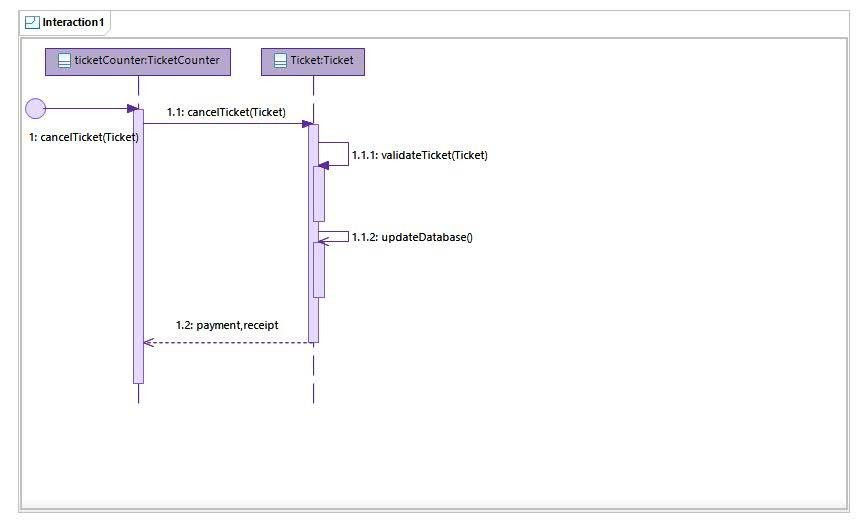 Interaction1
ticketCounter:TicketCounter
Ticket:Ticket
1.1: cancelTicket(Ticket)
1: cancelTicket(Ticket)
1.1.1: validateTicket(Ticket)
1.1.2: updateDatabase()
1.2: payment,receipt